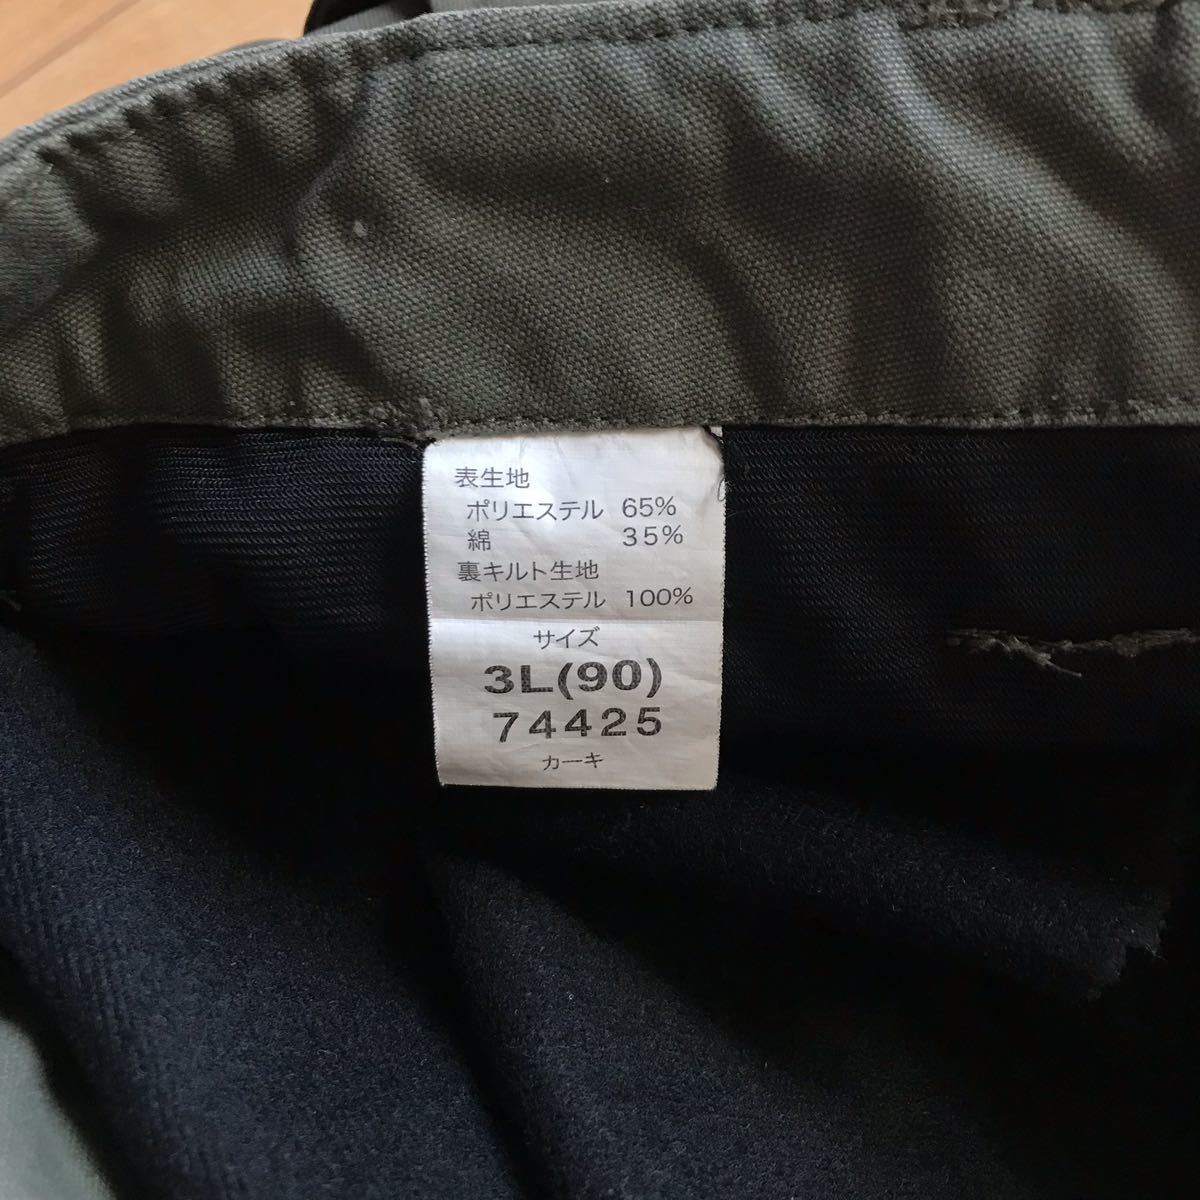 表生地
ポリエステル 65%
綿 35%
裏キルト生地
ポリエステル 100%
サイズ
3L(90)
74425
カーキ